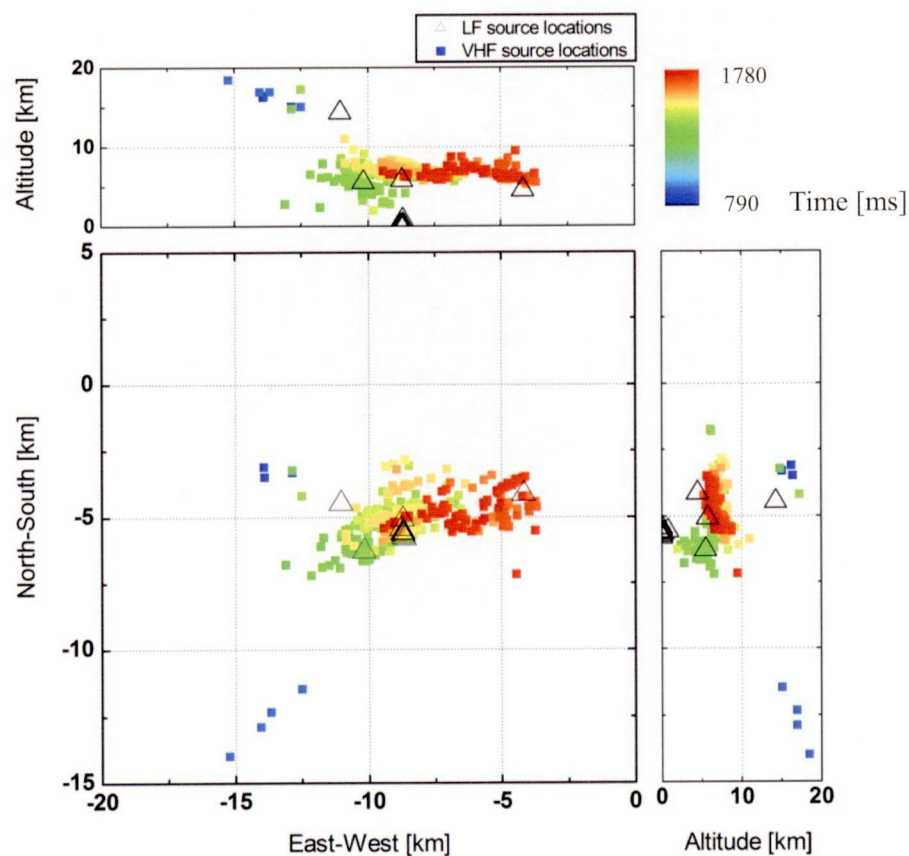 LF source locations
VHF source locations
Altitude [km]
20
10
0
1780
790 Time [ms]
North-South [km]
5
0
-5
-10
-15
-20 -15 -10 -5 0
East-West [km]
0 10 20
Altitude [km]